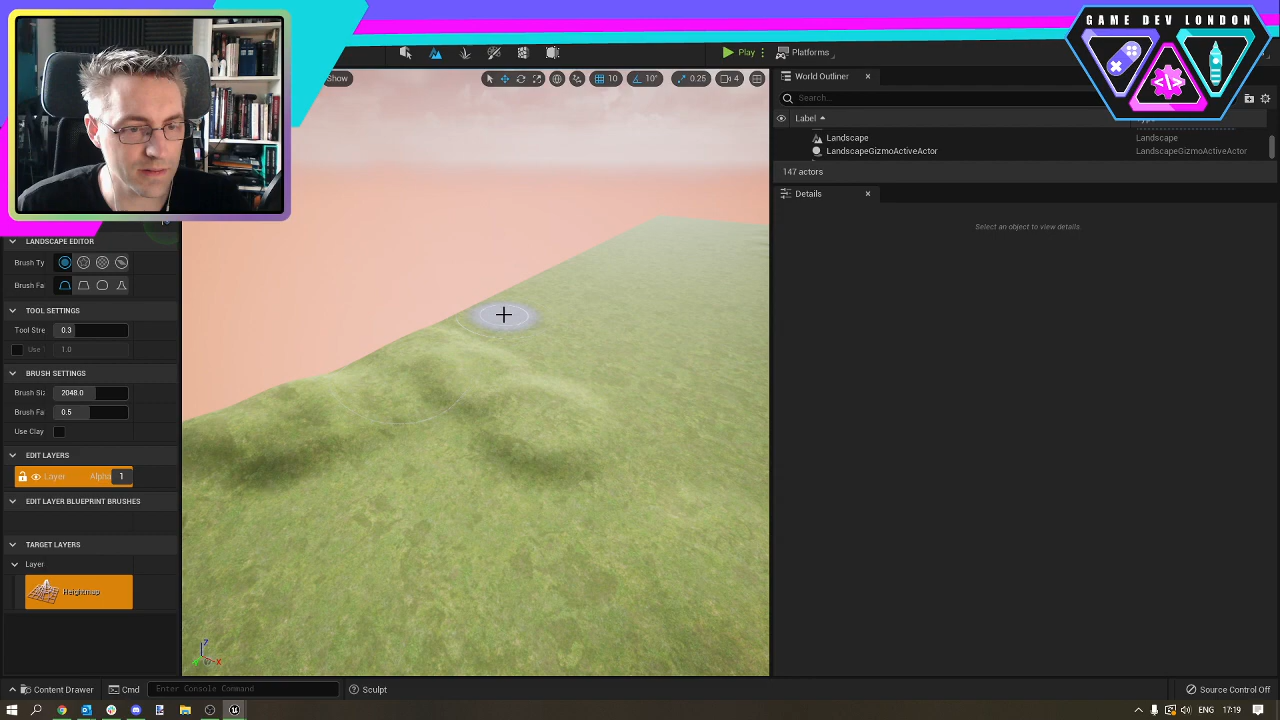 GAME DEV LONDON
Show
10
10°
0.25
4
Play
Platforms
World Outliner
Search...
Label
Landscape
Landscape
LandscapeGizmoActiveActor
LandscapeGizmoActiveActor
147 actors
Details
Select an object to view details.
LANDSCAPE EDITOR
Brush Ty
Brush Fa
TOOL SETTINGS
Tool Stre
0.3
Use
1.0
BRUSH SETTINGS
Brush Siz
2048.0
Brush Fa
0.5
Use Clay
EDIT LAYERS
Layer
Alpha
1
EDIT LAYER BLUEPRINT BRUSHES
TARGET LAYERS
Layer
Heightmap
Z
X
Content Drawer
Cmd
Enter Console Command
Sculpt
Source Control Off
ENG
17:19